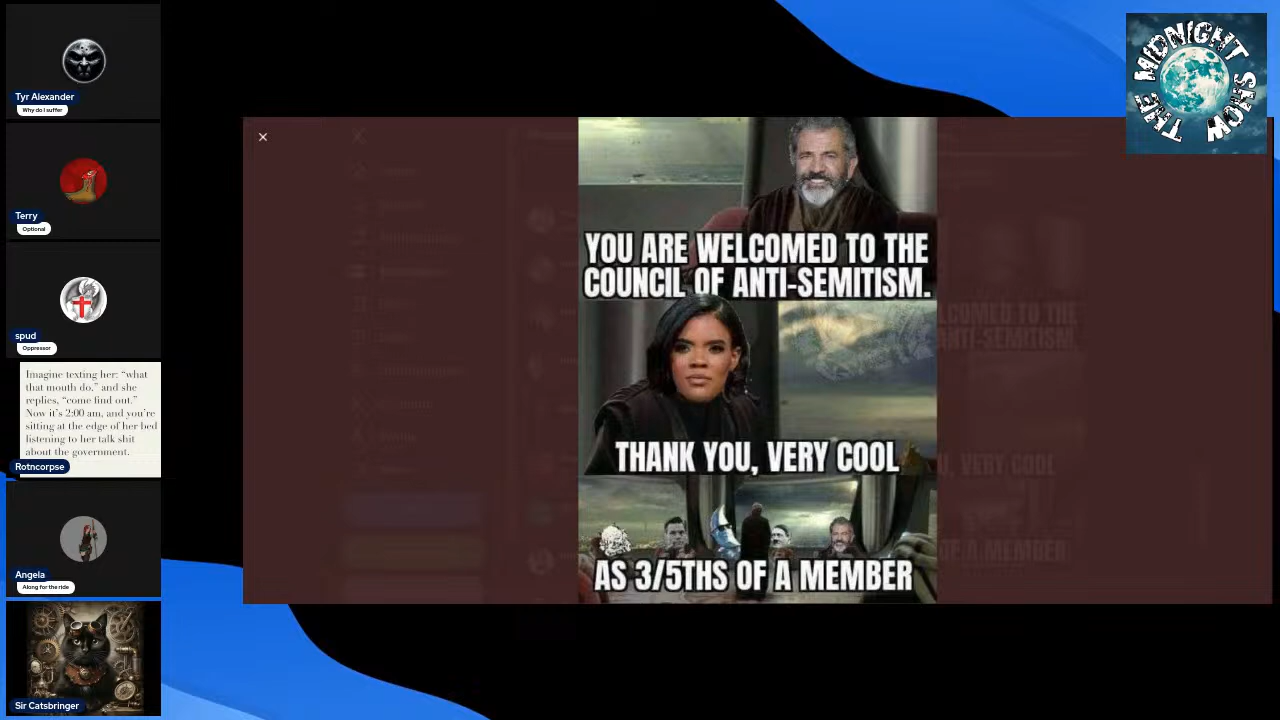 Tyr Alexander
Why do I suffer
Terry
Optional
spud
Oppressor
Imagine texting her: “what
that mouth do,” and she
replies, “come find out.”
Now it’s 2:00 am, and you’re
sitting at the edge of her bed
listening to her talk shit
about the government.
Rotncorpse
Angela
Along for the ride
Sir Catsbringer
YOU ARE WELCOMED TO THE
COUNCIL OF ANTI-SEMITISM.
THANK YOU, VERY COOL
AS 3/5THS OF A MEMBER
THE MIDNIGHT SHOW